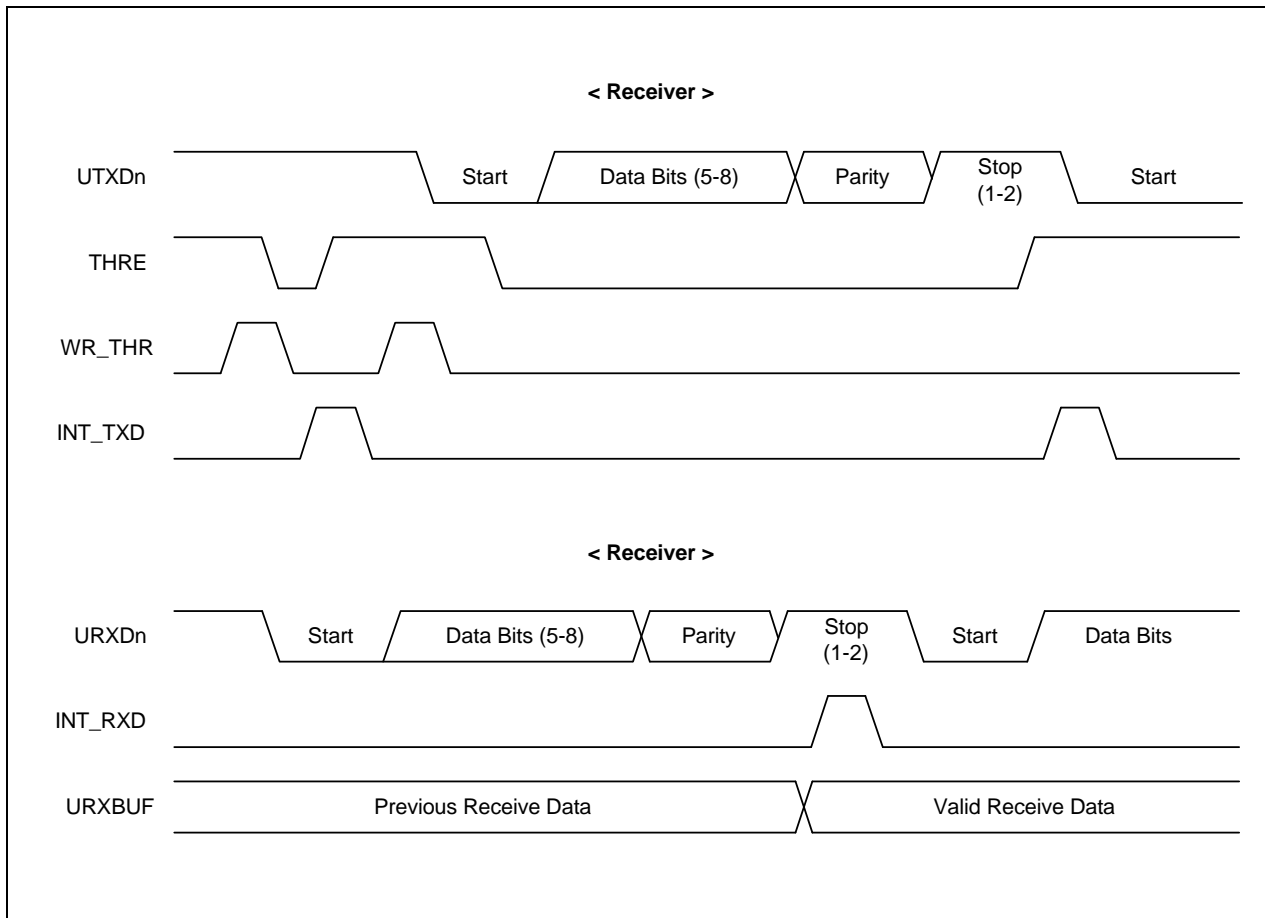 < Receiver >
UTXDn
Start
Data Bits (5-8)
Parity
Stop
(1-2)
Start
THRE
WR_THR
INT_TXD
< Receiver >
URXDn
Start
Data Bits (5-8)
Parity
Stop
(1-2)
Start
Data Bits
INT_RXD
URXBUF
Previous Receive Data
Valid Receive Data